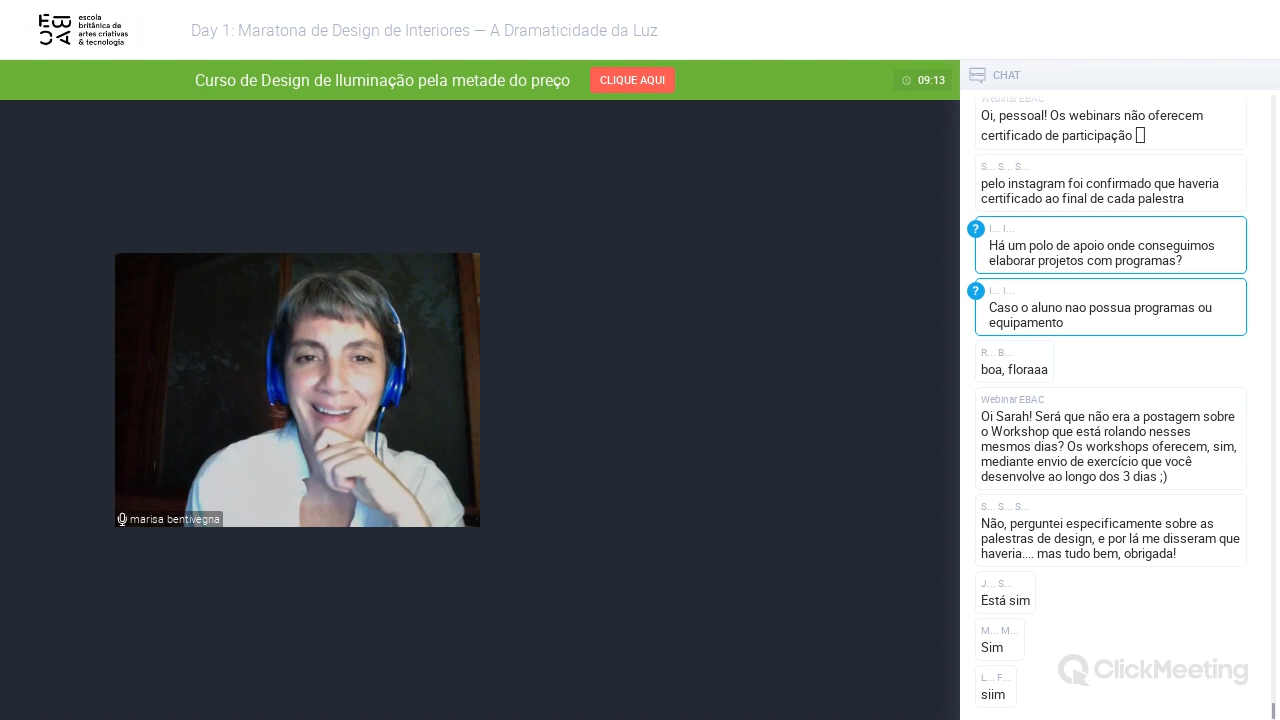 EBAC
escola
britânica de
artes criativas
& tecnologia
Day 1: Maratona de Design de Interiores — A Dramaticidade da Luz
Curso de Design de Iluminação pela metade do preço
CLIQUE AQUI
09:13
marisa bentivegna
CHAT
Webinar EBAC
Oi, pessoal! Os webinars não oferecem
certificado de participação
S... S... S...
pelo instagram foi confirmado que haveria
certificado ao final de cada palestra
?
I... I...
Há um polo de apoio onde conseguimos
elaborar projetos com programas?
?
I... I...
Caso o aluno nao possua programas ou
equipamento
R... B...
boa, floraaa
Webinar EBAC
Oi Sarah! Será que não era a postagem sobre
o Workshop que está rolando nesses
mesmos dias? Os workshops oferecem, sim,
mediante envio de exercício que você
desenvolve ao longo dos 3 dias ;)
S... S... S...
Não, perguntei especificamente sobre as
palestras de design, e por lá me disseram que
haveria.... mas tudo bem, obrigada!
J... S...
Está sim
M... M...
Sim
L... F...
siim
ClickMeeting